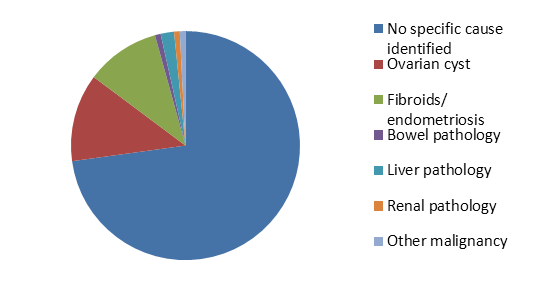 No specific cause
identified
Ovarian cyst
Fibroids/
endometriosis
Bowel pathology
Liver pathology
Renal pathology
Other malignancy